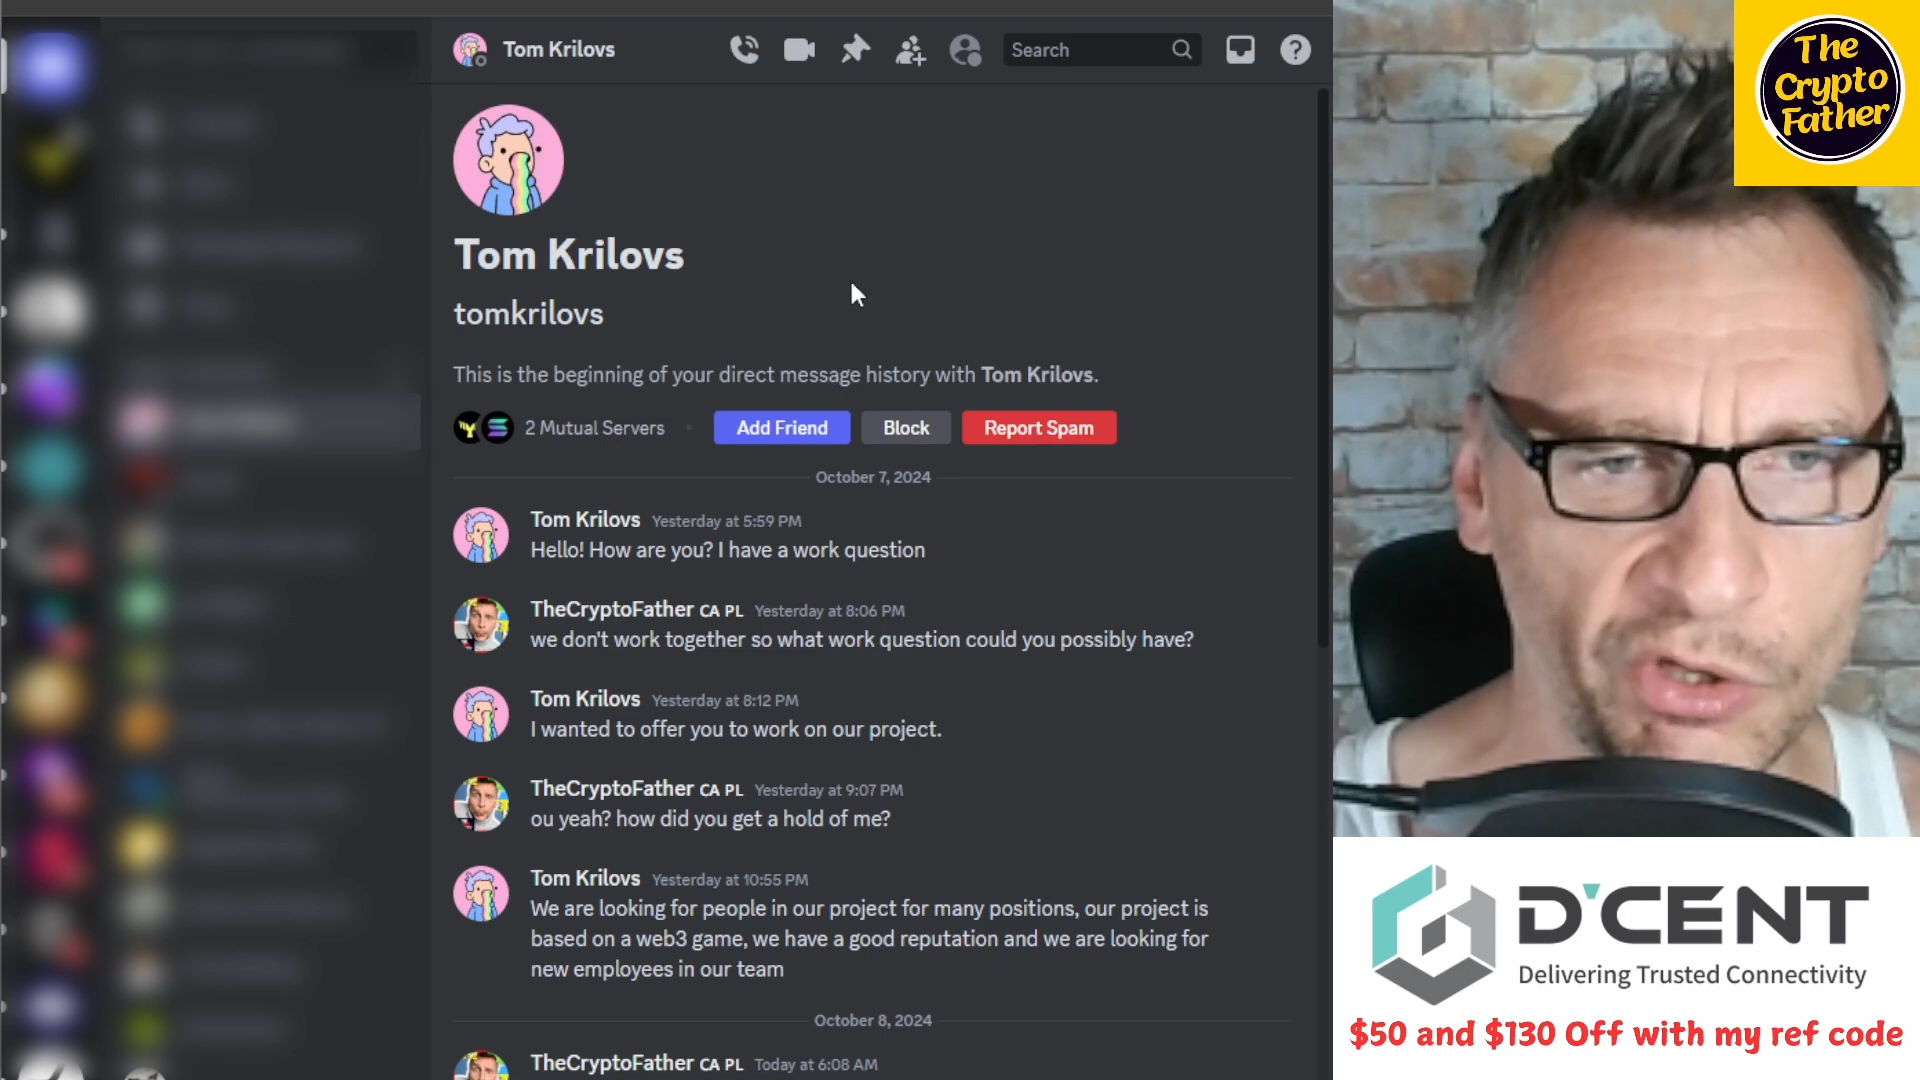 Tom Krilovs
Search
Tom Krilovs
tomkrilovs
This is the beginning of your direct message history with Tom Krilovs.
2 Mutual Servers
Add Friend
Block
Report Spam
October 7, 2024
Tom Krilovs Yesterday at 5:59 PM
Hello! How are you? I have a work question
TheCryptoFather CA PL Yesterday at 8:06 PM
we don't work together so what work question could you possibly have?
Tom Krilovs Yesterday at 8:12 PM
I wanted to offer you to work on our project.
TheCryptoFather CA PL Yesterday at 9:07 PM
ou yeah? how did you get a hold of me?
Tom Krilovs Yesterday at 10:55 PM
We are looking for people in our project for many positions, our project is
based on a web3 game, we have a good reputation and we are looking for
new employees in our team
October 8, 2024
TheCryptoFather CA PL Today at 6:08 AM
The
Crypto
Father
D'CENT
Delivering Trusted Connectivity
$50 and $130 Off with my ref code